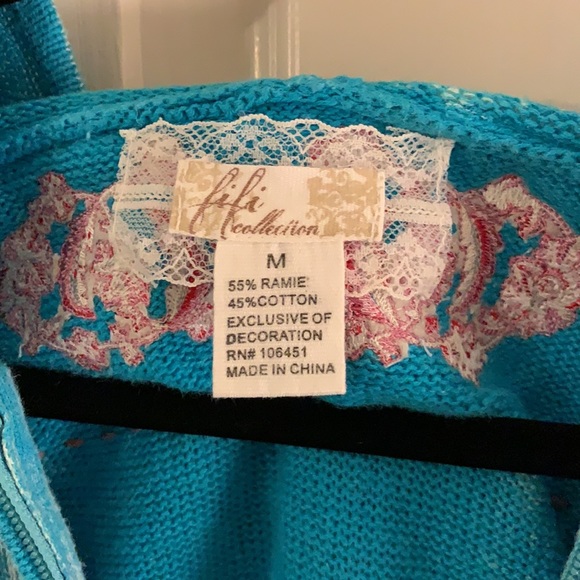 fifi
collection
M
55% RAMIE
45%COTTON
EXCLUSIVE OF
DECORATION
RN# 106451
MADE IN CHINA